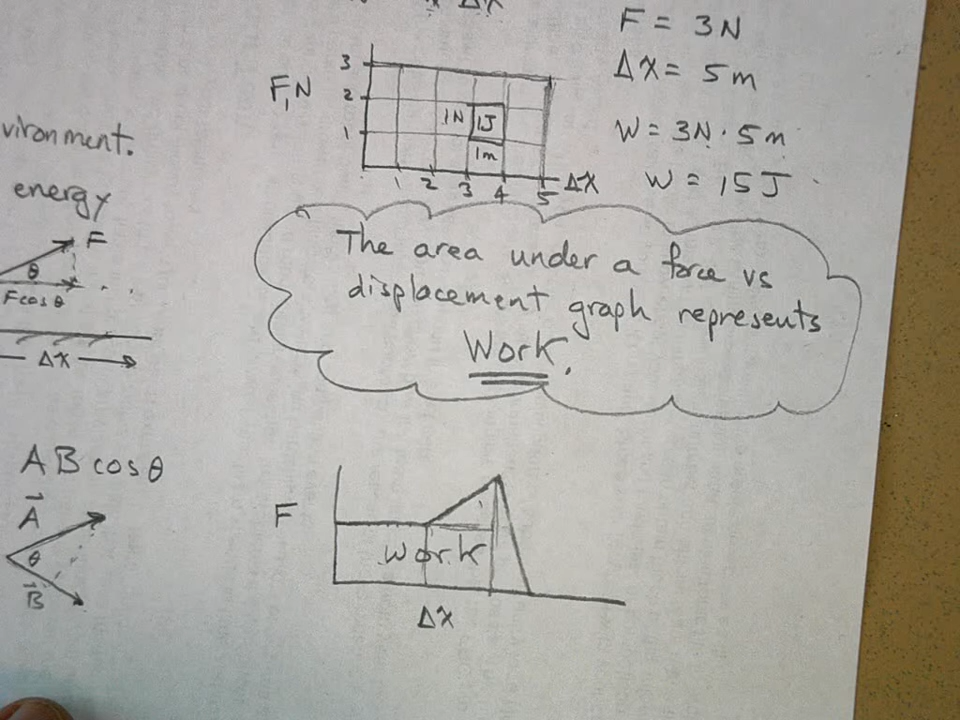 Δx
F = 3N
Δx = 5m
W = 3N · 5m
W = 15J
F, N
3
2
1
1N
1J
1m
1 2 3 4 5 Δx
vironment.
energy
F
θ
Fcosθ
Δx
The area under a force vs
displacement graph represents
Work.
AB cosθ
A
θ
B
F
Work
Δx